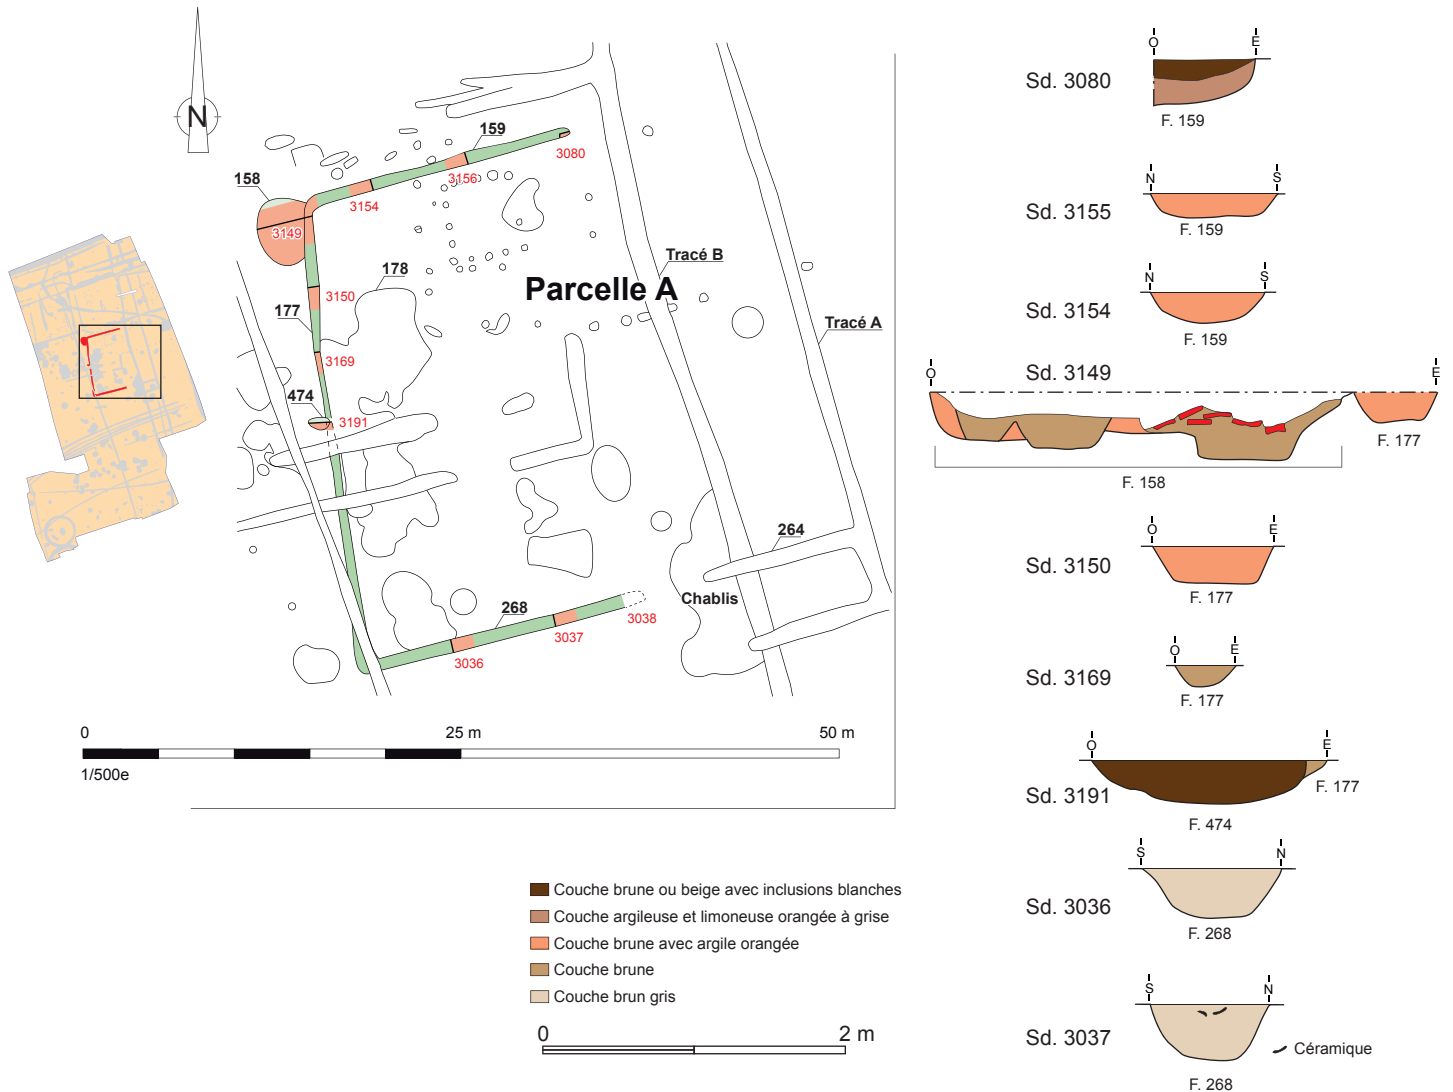 N
159
3080
3156
158
3154
3149
Tracé B
178
Parcelle A
3150
177
Tracé A
3169
474
3191
264
268
Chablis
3038
3037
3036
0 25 m 50 m
1/500e
O E
Sd. 3080
F. 159
N S
Sd. 3155
F. 159
N S
Sd. 3154
F. 159
Sd. 3149
O E
F. 177
F. 158
O E
Sd. 3150
F. 177
O E
Sd. 3169
F. 177
O E
Sd. 3191
F. 177
F. 474
S N
Sd. 3036
F. 268
S N
Sd. 3037
Céramique
F. 268
Couche brune ou beige avec inclusions blanches
Couche argileuse et limoneuse orangée à grise
Couche brune avec argile orangée
Couche brune
Couche brun gris
0 2 m